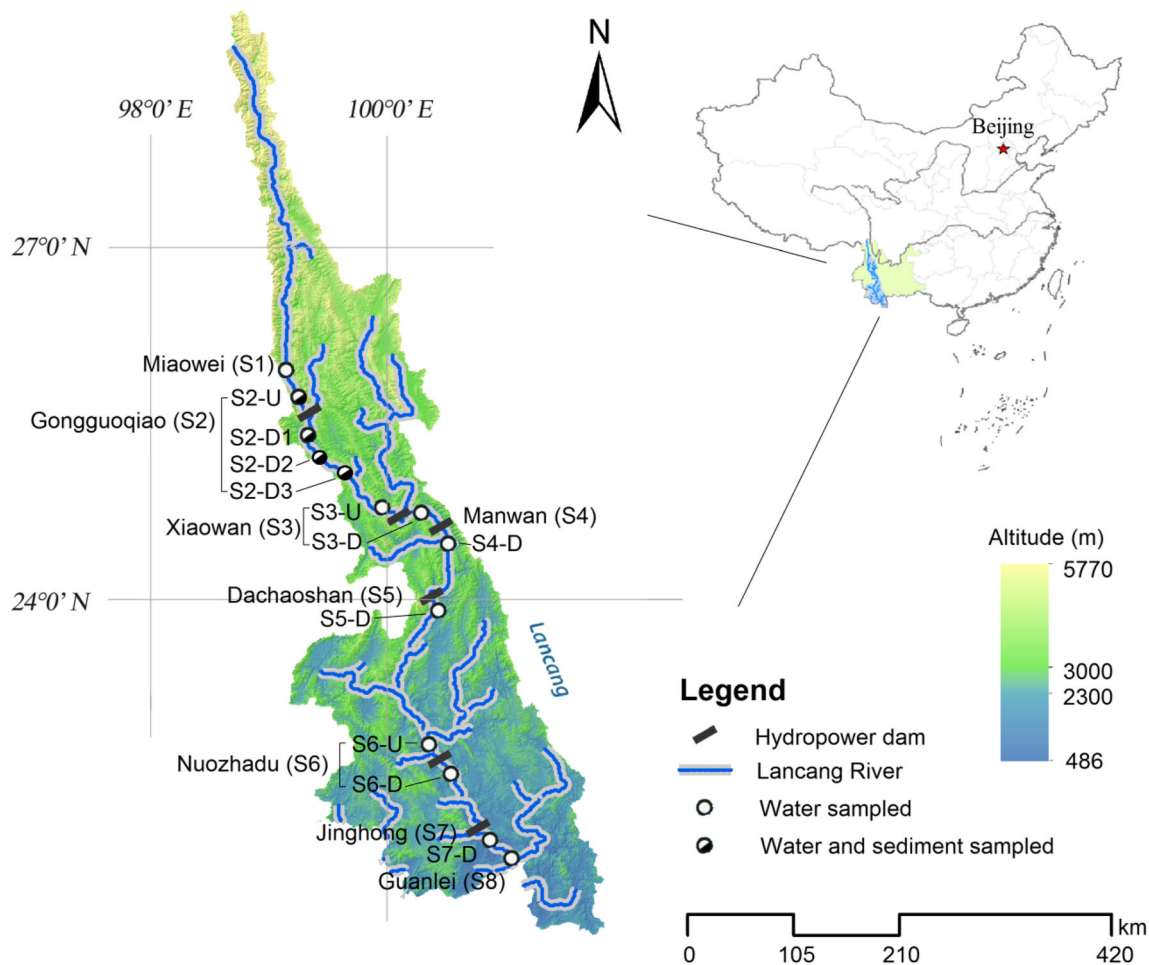 N
98°0' E
100°0' E
Beijing
27°0' N
Miaowei (S1)
S2-U
Gongguoqiao (S2)
S2-D1
S2-D2
S2-D3
S3-U
Manwan (S4)
Xiaowan (S3)
S3-D
S4-D
Altitude (m)
5770
Dachaoshan (S5)
24°0' N
S5-D
Lancang
3000
2300
486
Legend
Hydropower dam
Lancang River
Water sampled
Water and sediment sampled
S6-U
Nuozhadu (S6)
S6-D
Jinghong (S7)
S7-D
Guanlei (S8)
km
0 105 210 420